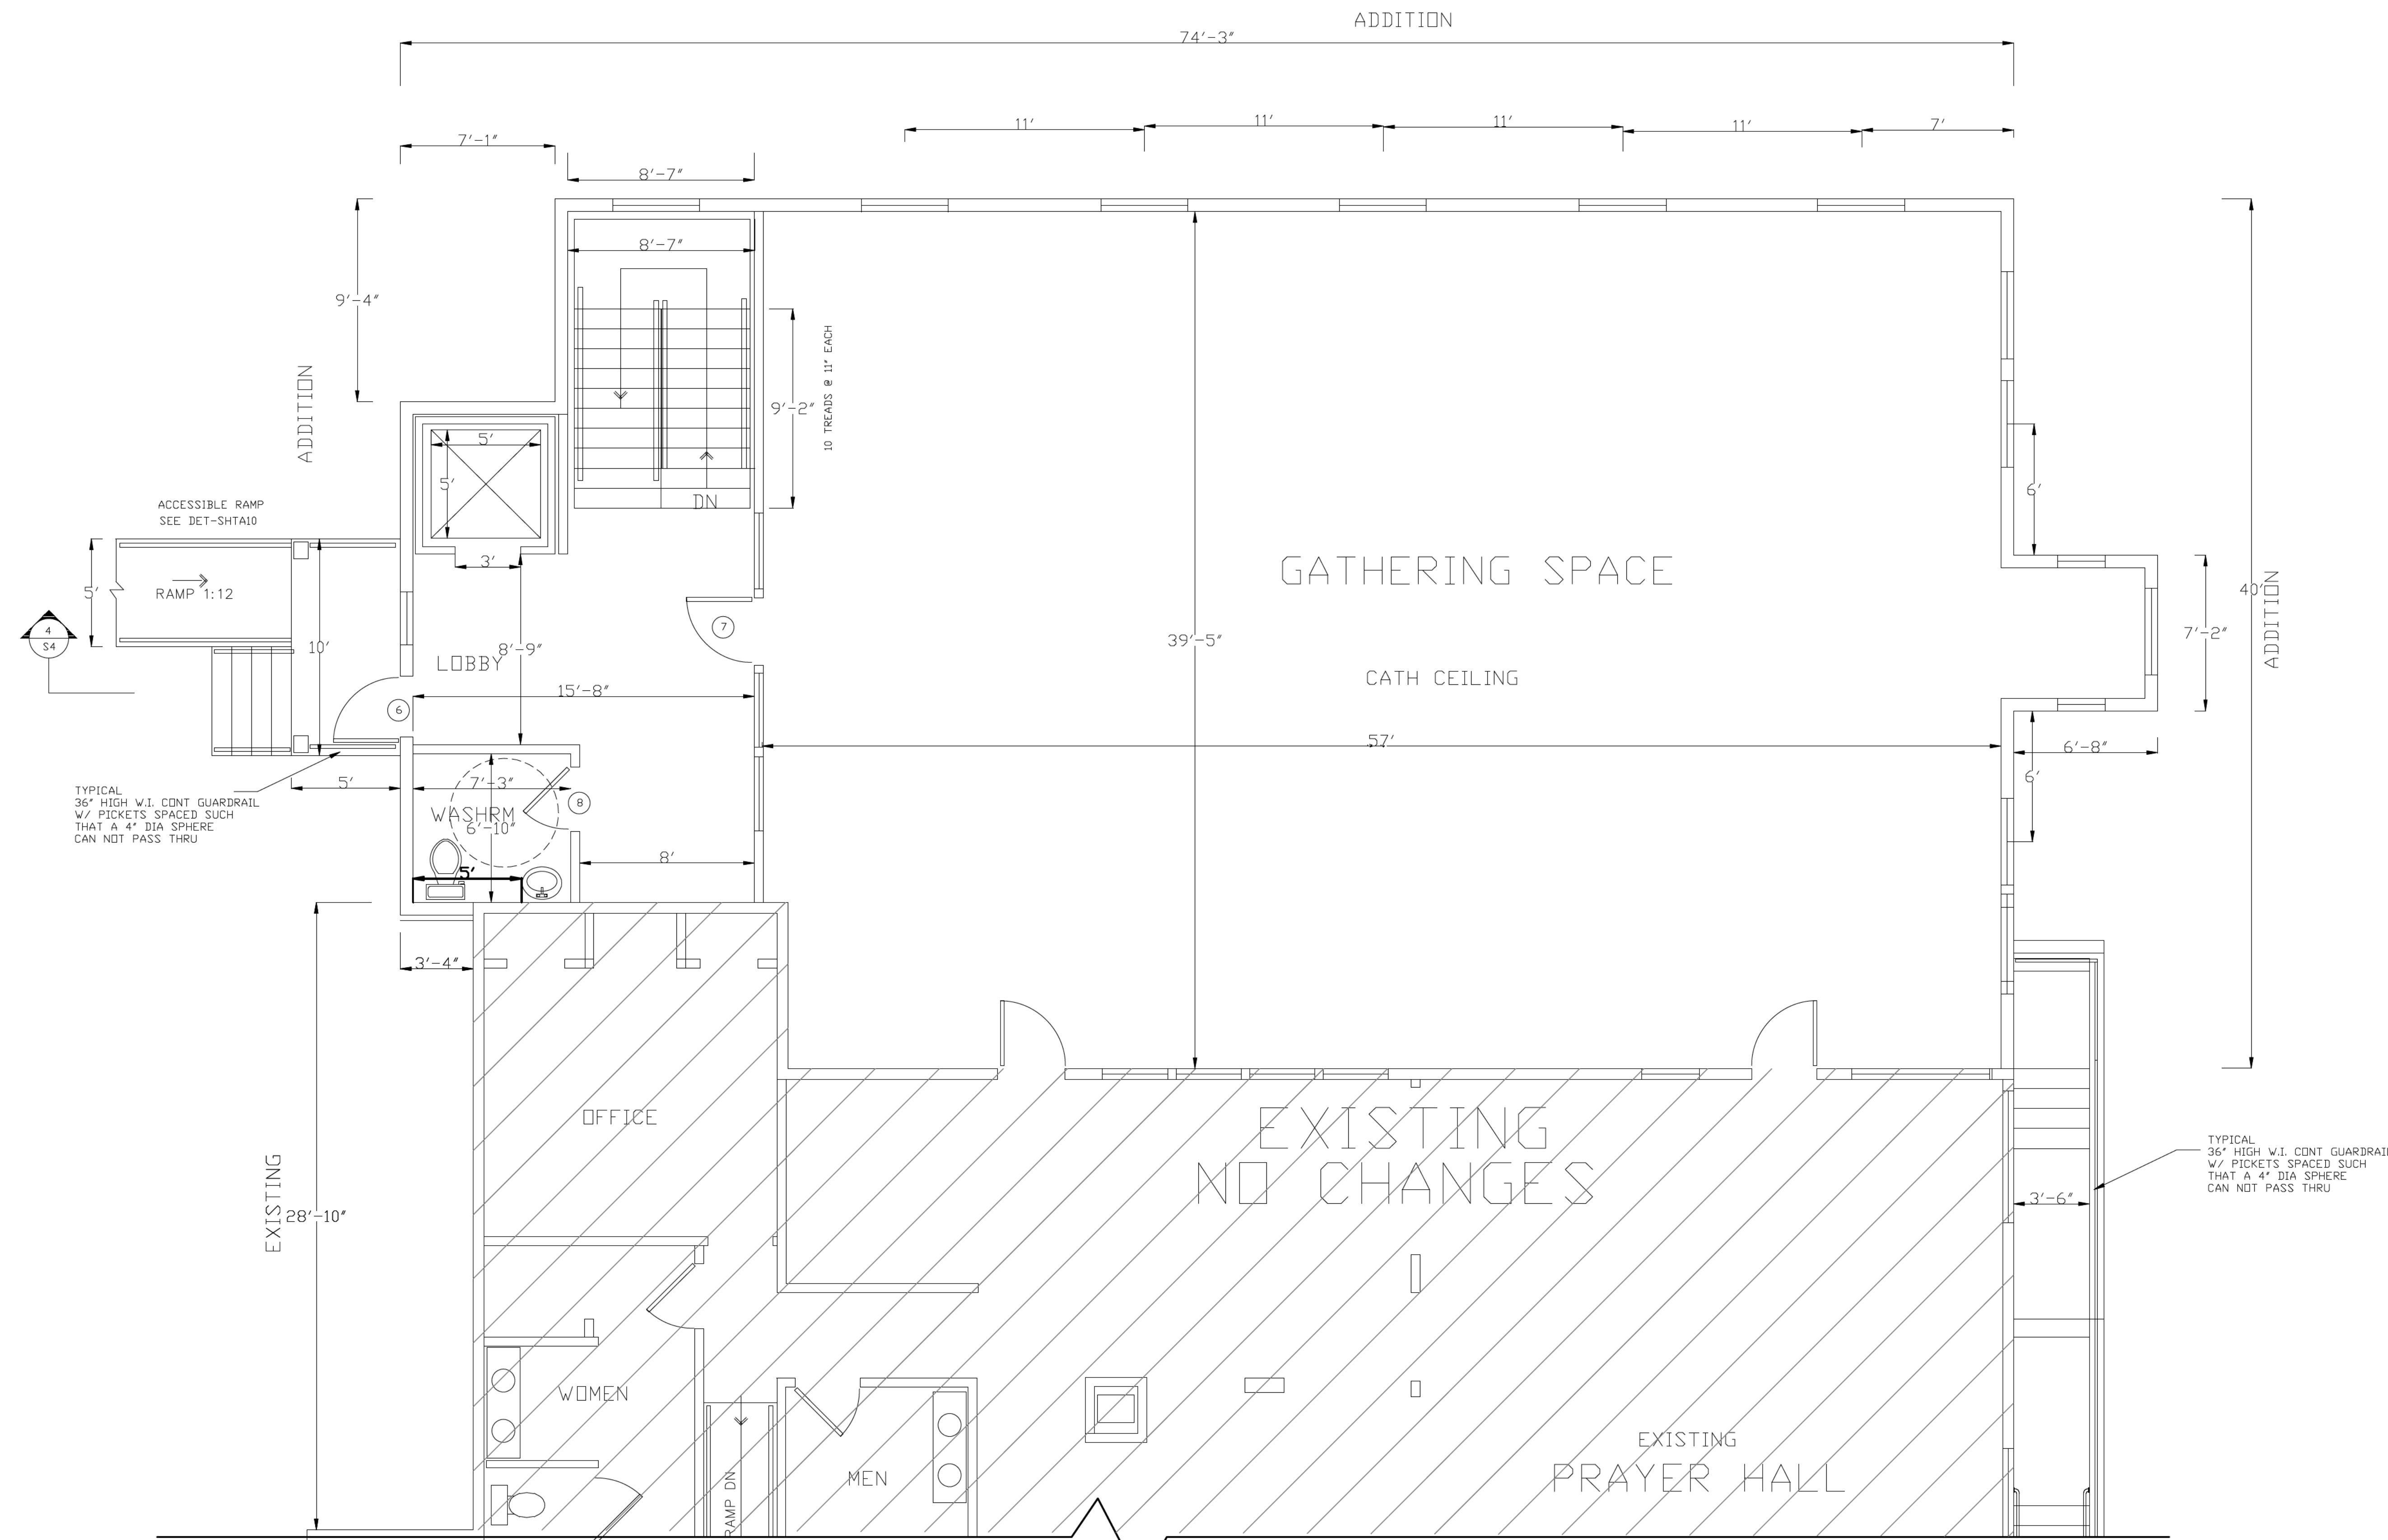 ADDITION
74'-3"
11'
11'
11'
11'
7'
7'-1"
8'-7"
8'-7"
9'-4"
ADDITION
9'-2"
10 TREADS @ 11" EACH
5'
5'
DN
6'
ACCESSIBLE RAMP
SEE DET-SHTA10
3'
GATHERING SPACE
40'
ADDITION
5'
RAMP 1:12
4
S4
10'
7
LOBBY
8'-9"
39'-5"
7'-2"
CATH CEILING
15'-8"
6
57'
6'-8"
5'
7'-3"
6'
TYPICAL
36" HIGH W.I. CONT GUARDRAIL
W/ PICKETS SPACED SUCH
THAT A 4" DIA SPHERE
CAN NOT PASS THRU
8
WASHRM
6'-10"
8'
5'
3'-4"
OFFICE
EXISTING
NO CHANGES
TYPICAL
36" HIGH W.I. CONT GUARDRAIL
W/ PICKETS SPACED SUCH
THAT A 4" DIA SPHERE
CAN NOT PASS THRU
3'-6"
EXISTING
28'-10"
WOMEN
MEN
RAMP DN
EXISTING
PRAYER HALL